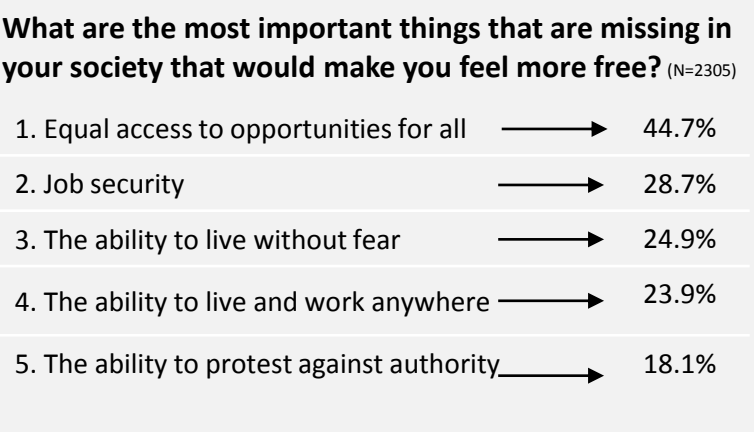 What are the most important things that are missing in
your society that would make you feel more free? (N=2305)
1. Equal access to opportunities for all 44.7%
2. Job security 28.7%
3. The ability to live without fear 24.9%
4. The ability to live and work anywhere 23.9%
5. The ability to protest against authority 18.1%